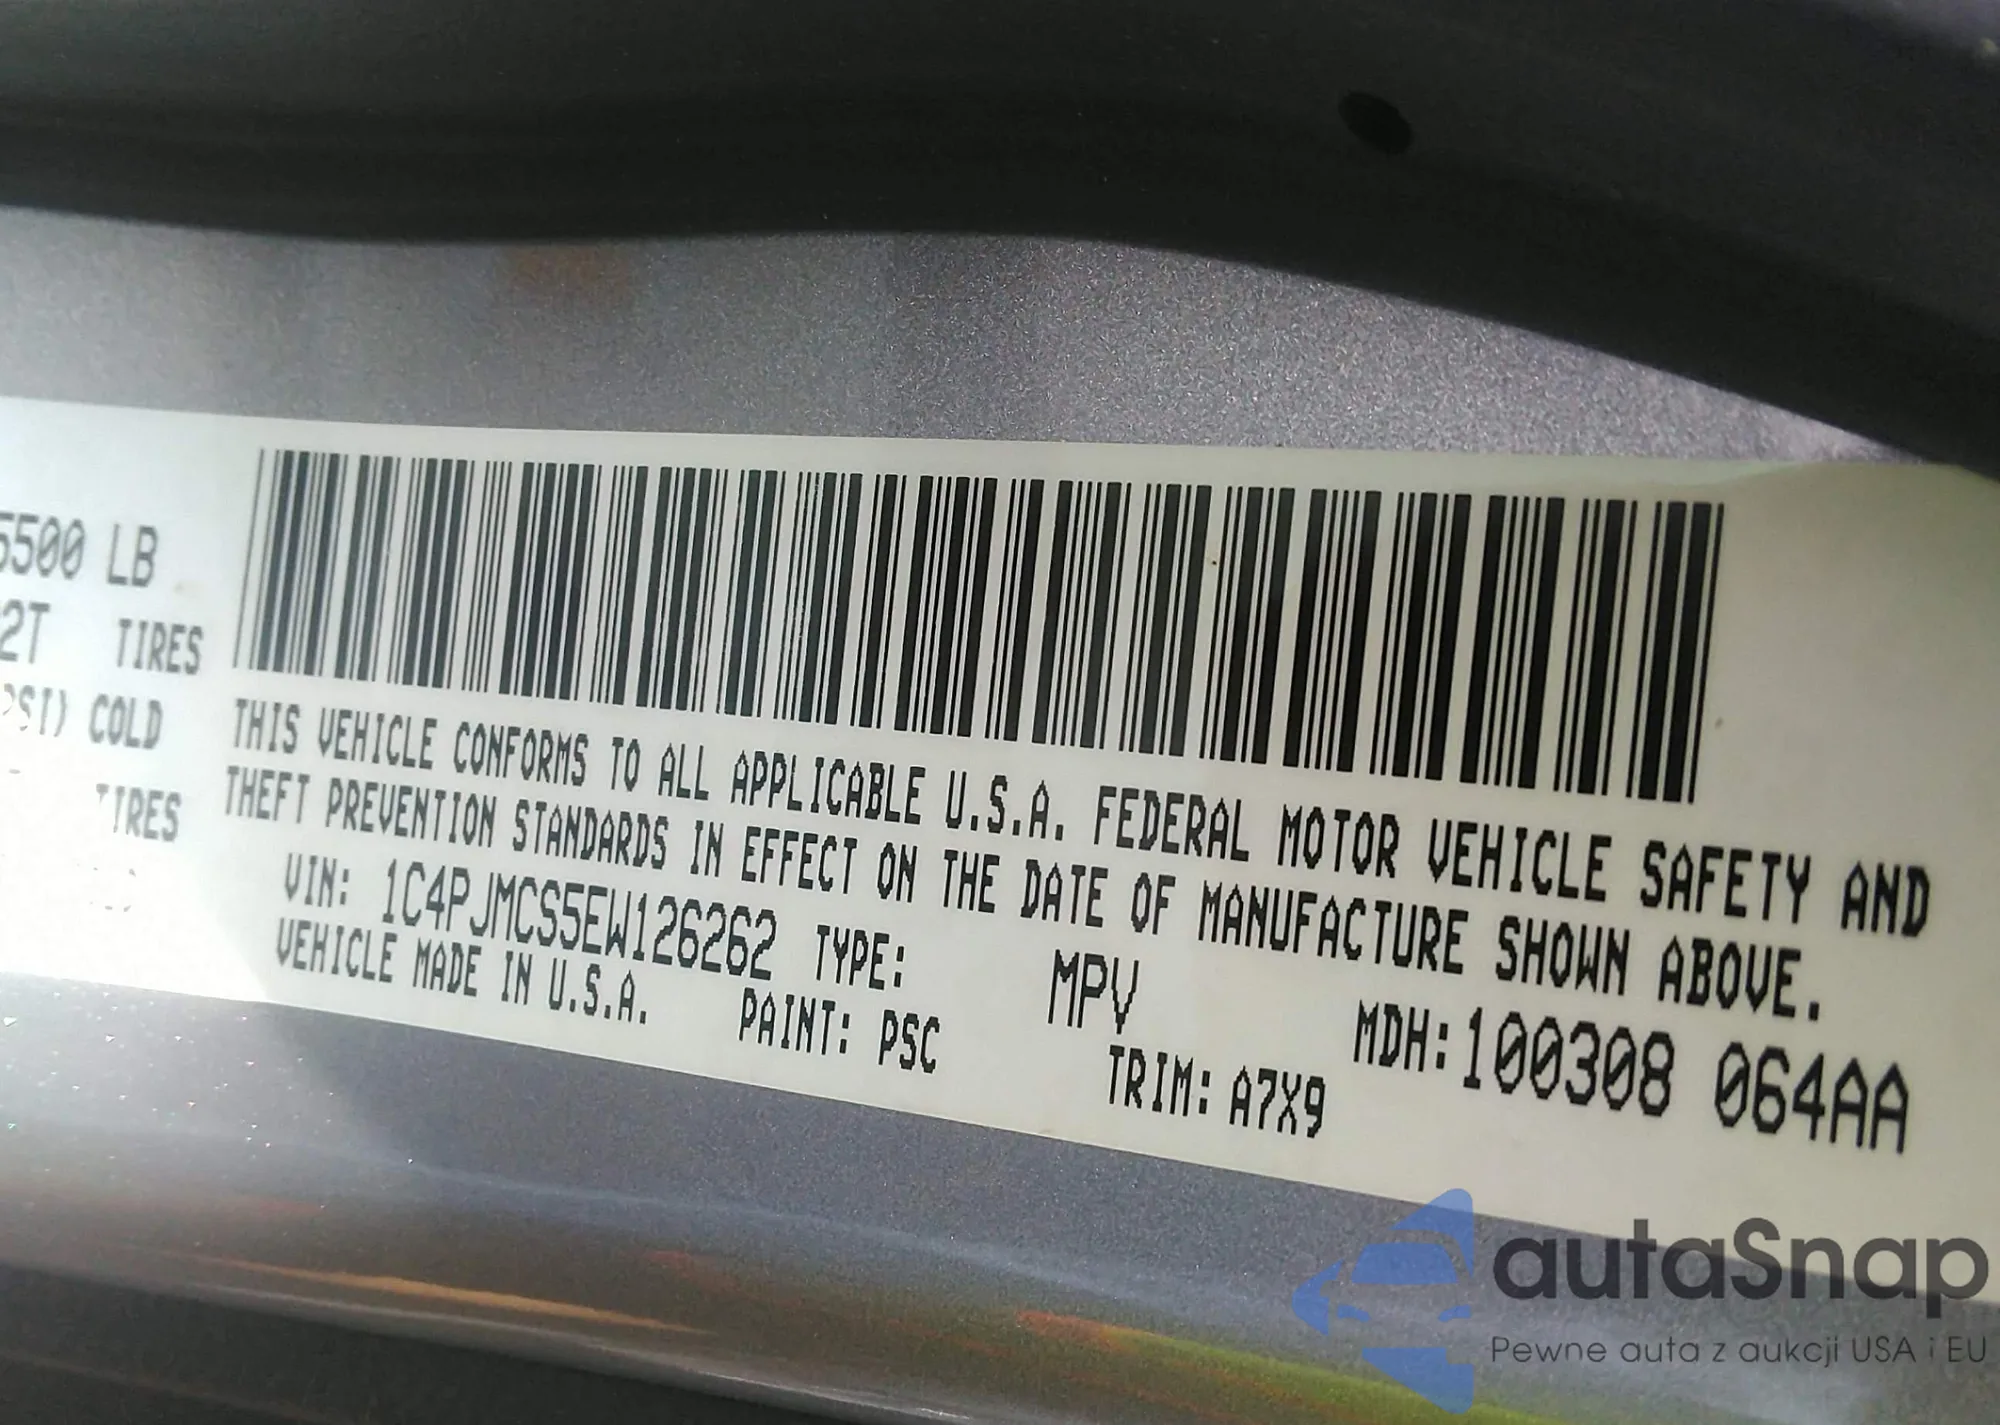 5500 LB
2T TIRES
PSI) COLD
TIRES
THIS VEHICLE CONFORMS TO ALL APPLICABLE U.S.A. FEDERAL MOTOR VEHICLE SAFETY AND
THEFT PREVENTION STANDARDS IN EFFECT ON THE DATE OF MANUFACTURE SHOWN ABOVE.
VIN: 1C4PJMCS5EW126262 TYPE: MPV MDH:100308 064AA
VEHICLE MADE IN U.S.A. PAINT: PSC TRIM: A7X9
autaSnap
Pewne auta z aukcji USA i EU